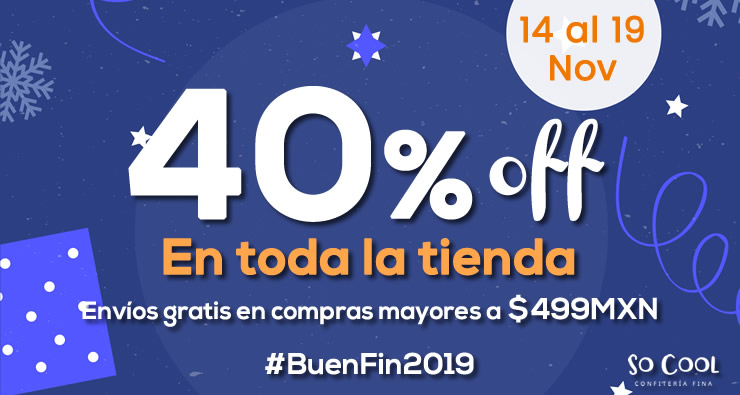 14 al 19
Nov
40% off
En toda la tienda
Envíos gratis en compras mayores a $499MXN
#BuenFin2019
SO COOL
CONFITERÍA FINA